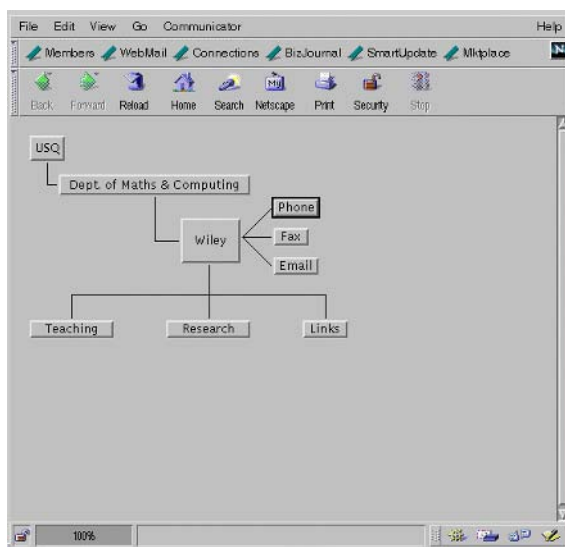 File Edit View Go Communicator Help
Members WebMail Connections BizJournal SmartUpdate Mktplace N
Back Forward Reload Home Search Netscape Print Security Stop
USQ
Dept. of Maths & Computing
Phone
Wiley Fax
Email
Teaching Research Links
100%